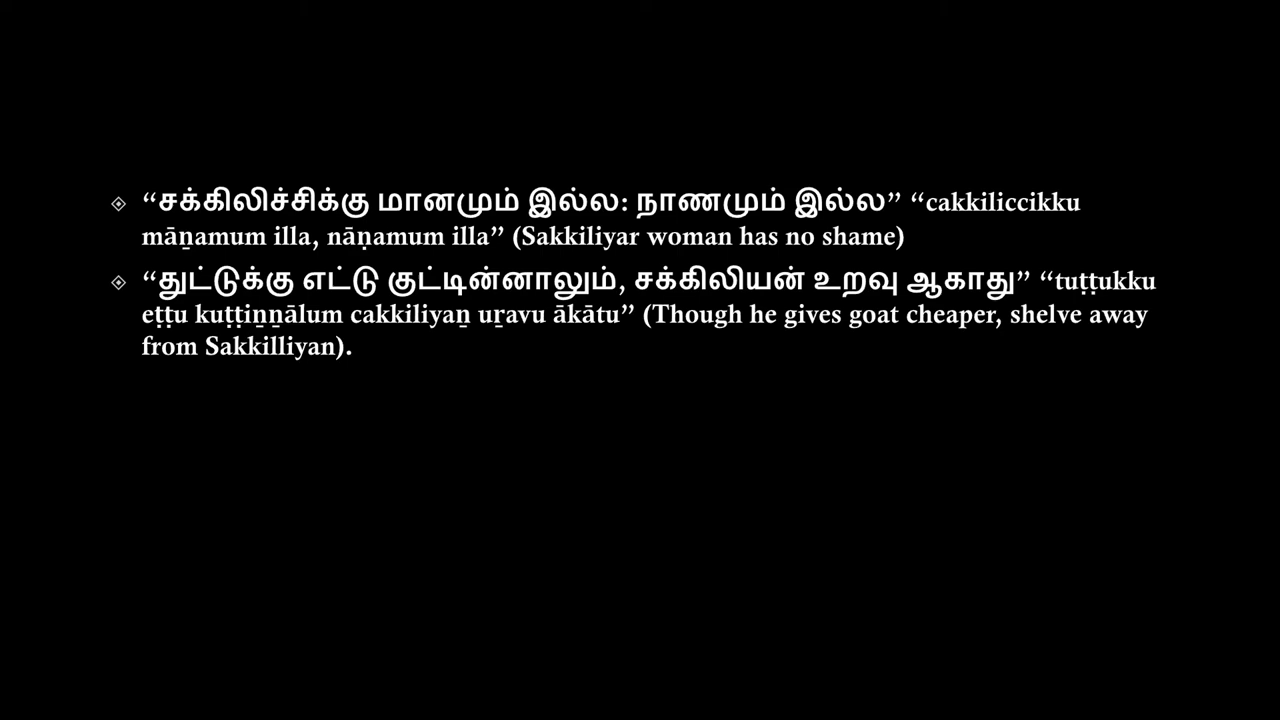 “சக்கிலிச்சிக்கு மானமும் இல்ல: நாணமும் இல்ல” “cakkiliccikku
māṉamum illa, nāṇamum illa” (Sakkiliyar woman has no shame)
“துட்டுக்கு எட்டு குட்டின்னாலும், சக்கிலியன் உறவு ஆகாது” “tuṭṭukku
eṭṭu kuṭṭiṉṉālum cakkiliyaṉ uṟavu ākātu” (Though he gives goat cheaper, shelve away
from Sakkilliyan).